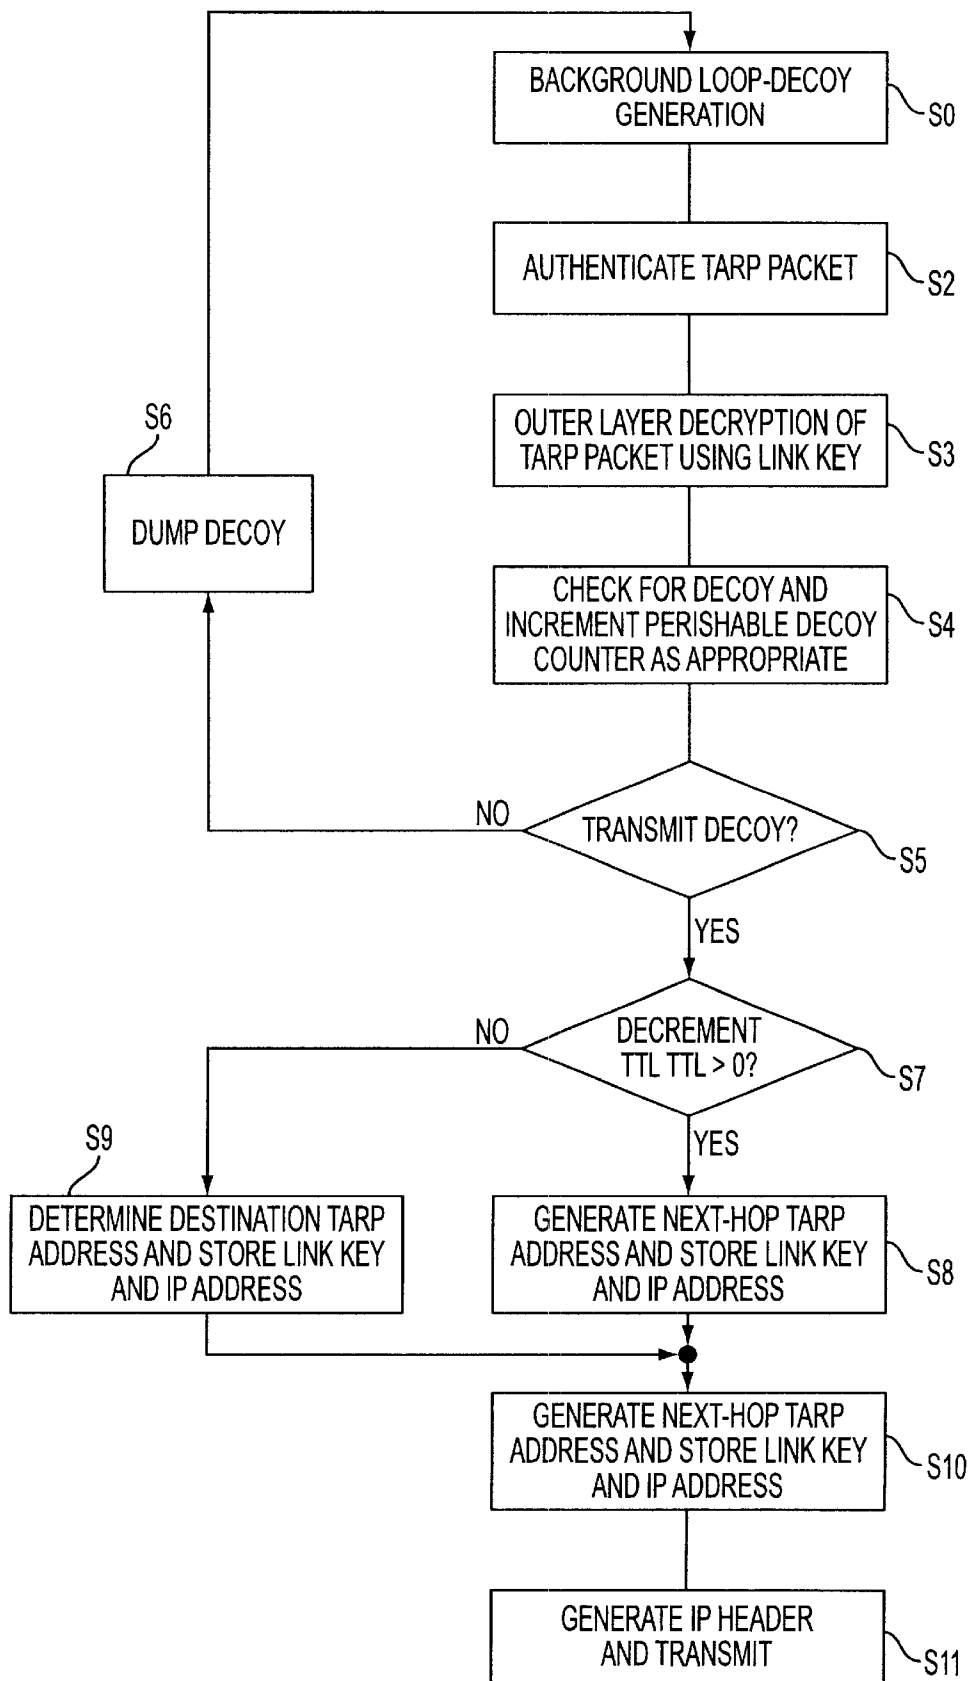 BACKGROUND LOOP-DECOY
GENERATION
S0
AUTHENTICATE TARP PACKET
S2
OUTER LAYER DECRYPTION OF
TARP PACKET USING LINK KEY
S3
S6
DUMP DECOY
CHECK FOR DECOY AND
INCREMENT PERISHABLE DECOY
COUNTER AS APPROPRIATE
S4
NO
TRANSMIT DECOY?
S5
YES
NO
DECREMENT
TTL TTL > 0?
S7
YES
S9
DETERMINE DESTINATION TARP
ADDRESS AND STORE LINK KEY
AND IP ADDRESS
GENERATE NEXT-HOP TARP
ADDRESS AND STORE LINK KEY
AND IP ADDRESS
S8
GENERATE NEXT-HOP TARP
ADDRESS AND STORE LINK KEY
AND IP ADDRESS
S10
GENERATE IP HEADER
AND TRANSMIT
S11